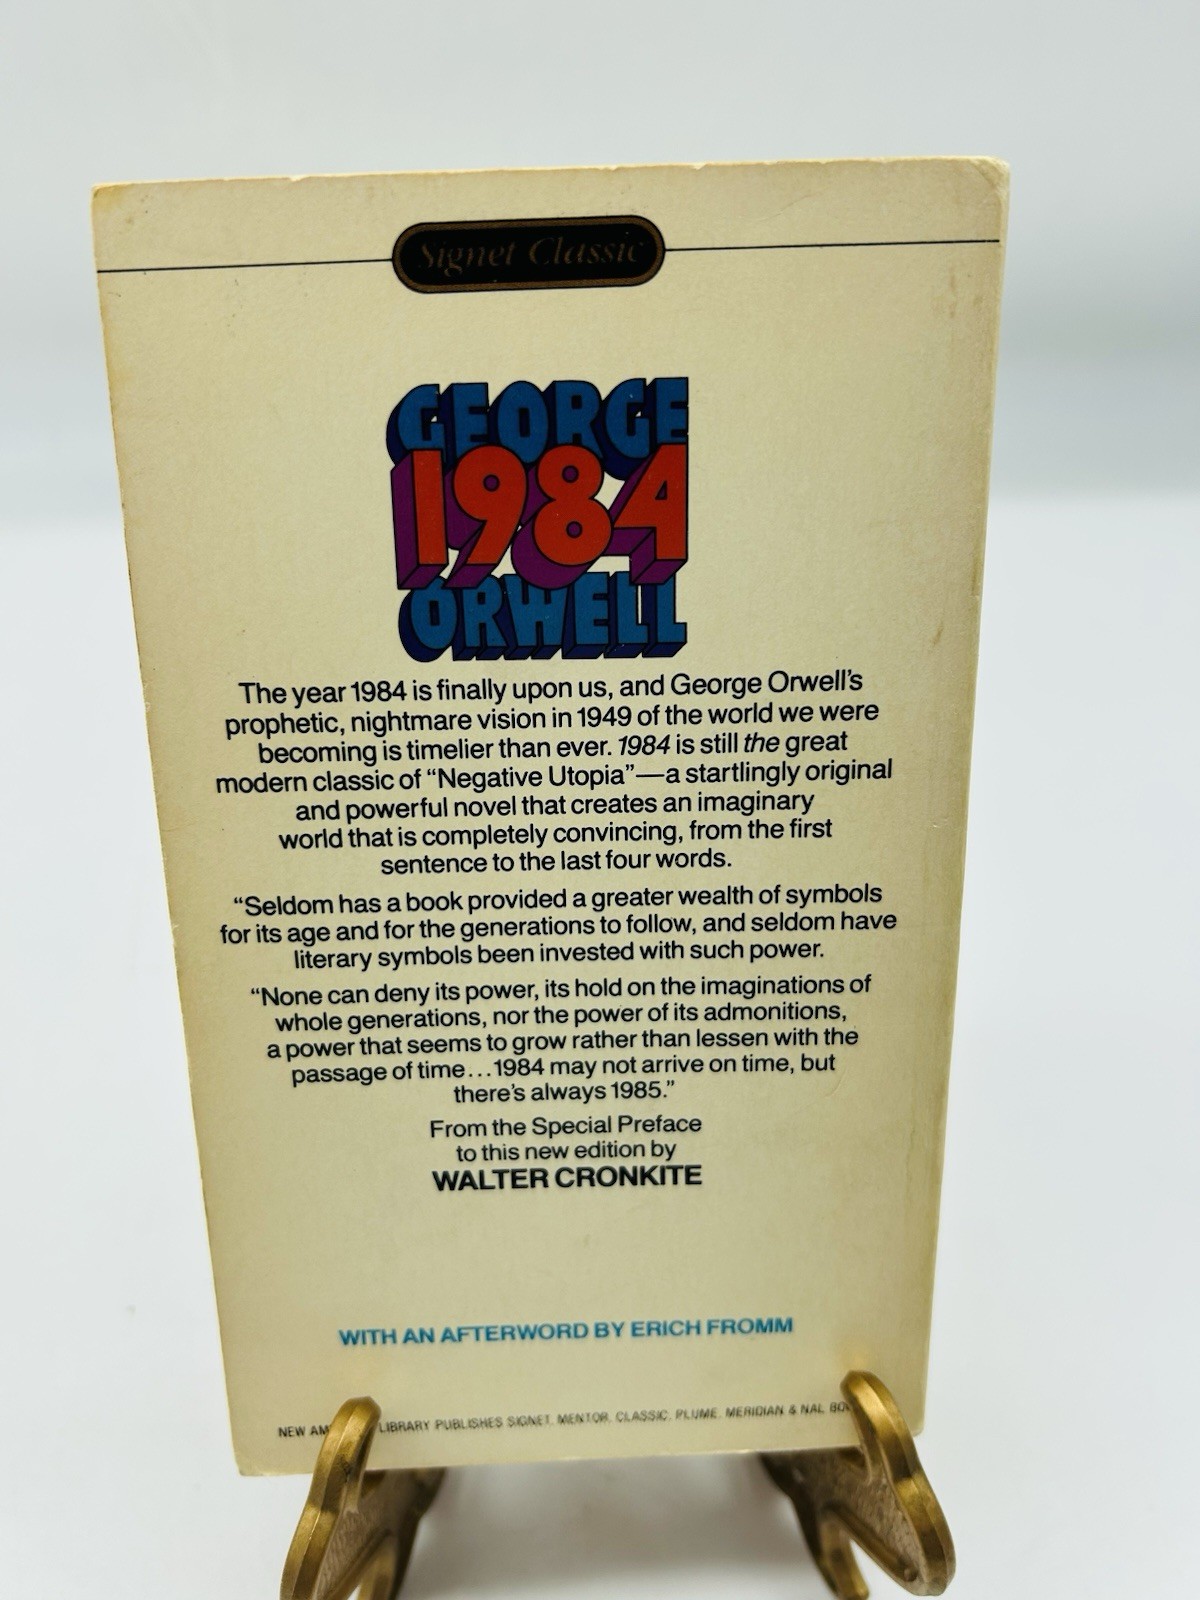 Signet Classic
GEORGE
1984
ORWELL
The year 1984 is finally upon us, and George Orwell's
prophetic, nightmare vision in 1949 of the world we were
becoming is timelier than ever. 1984 is still the great
modern classic of “Negative Utopia”—a startlingly original
and powerful novel that creates an imaginary
world that is completely convincing, from the first
sentence to the last four words.
“Seldom has a book provided a greater wealth of symbols
for its age and for the generations to follow, and seldom have
literary symbols been invested with such power.
“None can deny its power, its hold on the imaginations of
whole generations, nor the power of its admonitions,
a power that seems to grow rather than lessen with the
passage of time...1984 may not arrive on time, but
there's always 1985.”
From the Special Preface
to this new edition by
WALTER CRONKITE
WITH AN AFTERWORD BY ERICH FROMM
NEW LIBRARY PUBLISHES SIGNET, MENTOR, CLASSIC, PLUME, MERIDIAN & NAL